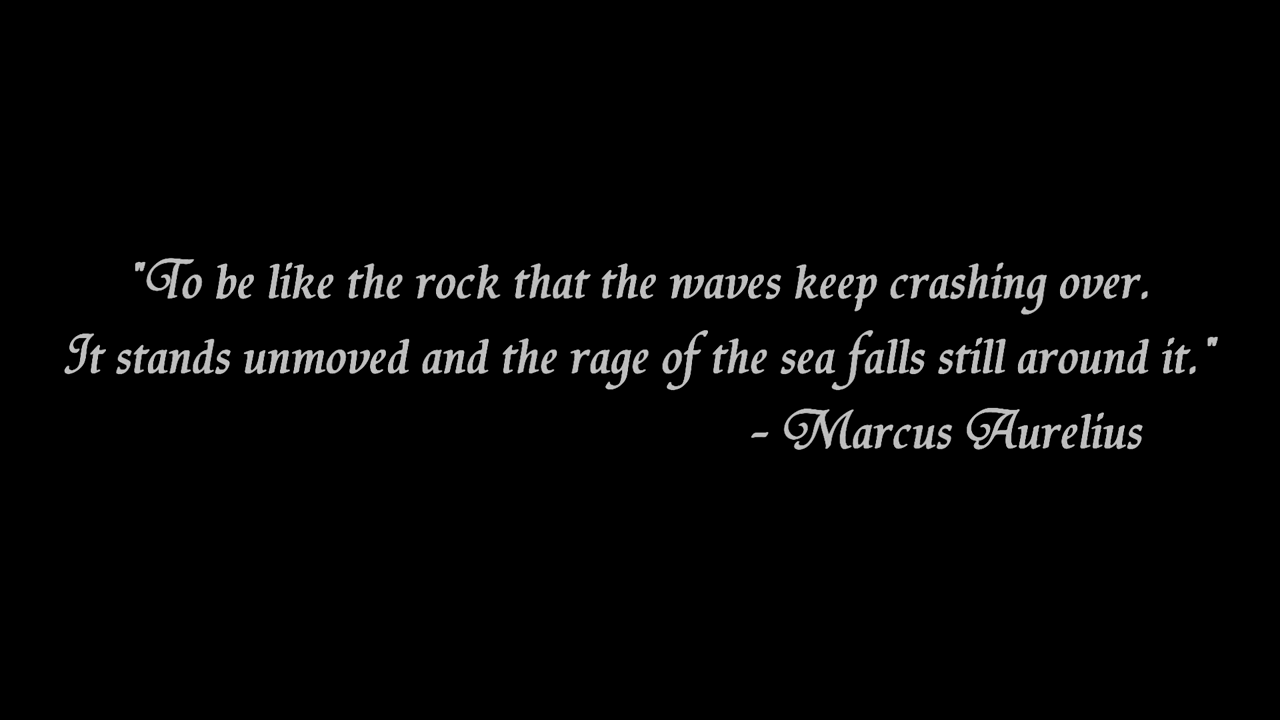 "To be like the rock that the waves keep crashing over.
It stands unmoved and the rage of the sea falls still around it."
- Marcus Aurelius